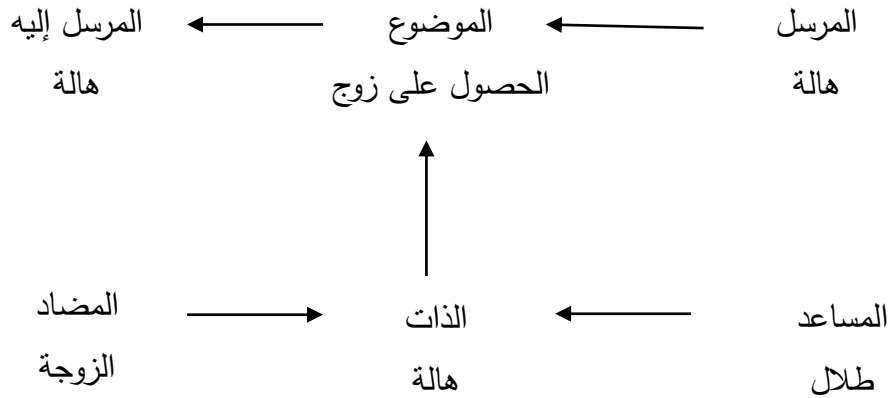 المرسل
هالة
الموضوع
الحصول على زوج
المرسل إليه
هالة
المساعد
طلال
الذات
هالة
المضاد
الزوجة